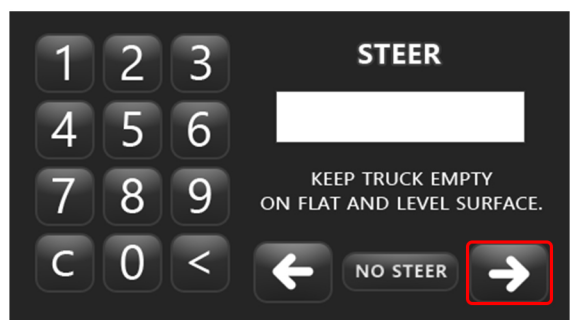 1 2 3
4 5 6
7 8 9
C 0 <
STEER
KEEP TRUCK EMPTY
ON FLAT AND LEVEL SURFACE.
NO STEER